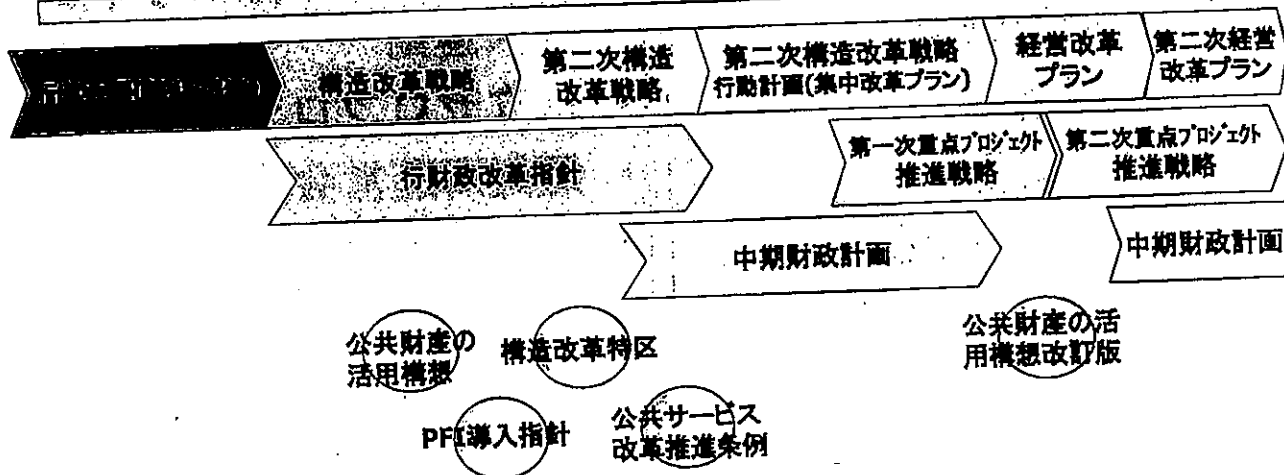 構造改革戦略
第二次構造
改革戦略
第二次構造改革戦略
行動計画(集中改革プラン)
経営改革
プラン
第二次経営
改革プラン
行財政改革指針
第一次重点プロジェクト
推進戦略
第二次重点プロジェクト
推進戦略
中期財政計画
中期財政計画
公共財産の
活用構想
構造改革特区
公共財産の活
用構想改訂版
PFI導入指針
公共サービス
改革推進条例